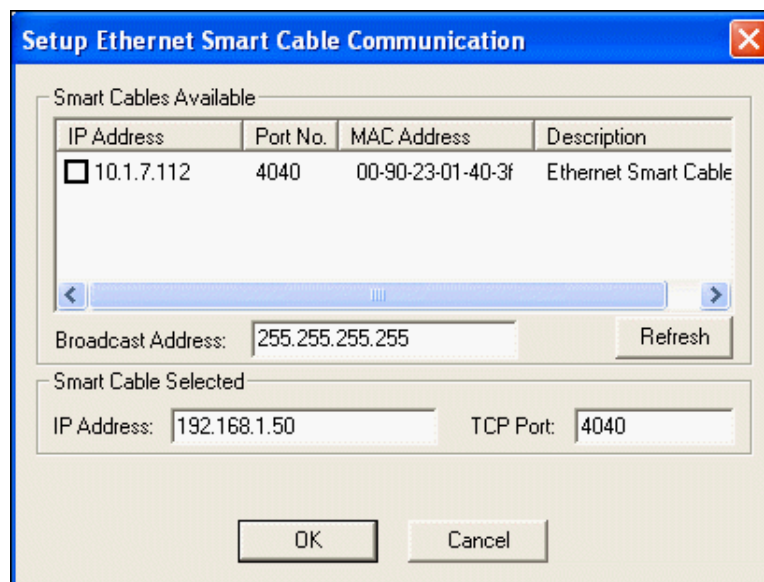 Setup Ethernet Smart Cable Communication
Smart Cables Available
IP Address Port No. MAC Address Description
10.1.7.112 4040 00-90-23-01-40-3f Ethernet Smart Cable
Broadcast Address: 255.255.255.255 Refresh
Smart Cable Selected
IP Address: 192.168.1.50 TCP Port: 4040
OK Cancel